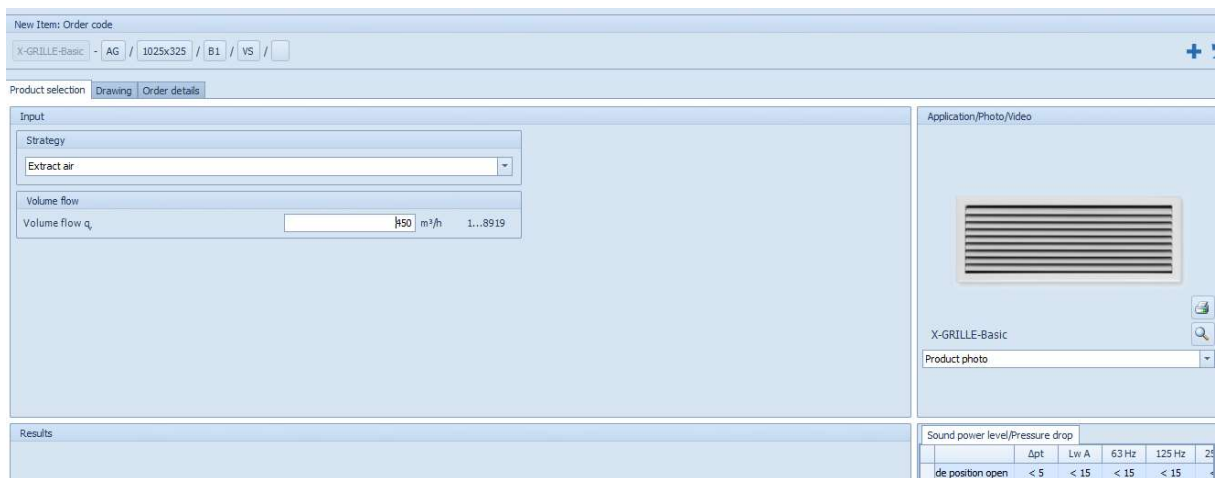 New Item: Order code
X-GRILLE-Basic - AG / 1025x325 / B1 / VS /
Product selection Drawing Order details
Input
Strategy
Extract air
Volume flow
Volume flow qv 450 m³/h 1...8919
Application/Photo/Video
X-GRILLE-Basic
Product photo
Results
Sound power level/Pressure drop
Δpt Lw A 63 Hz 125 Hz
de position open < 5 < 15 < 15 < 15